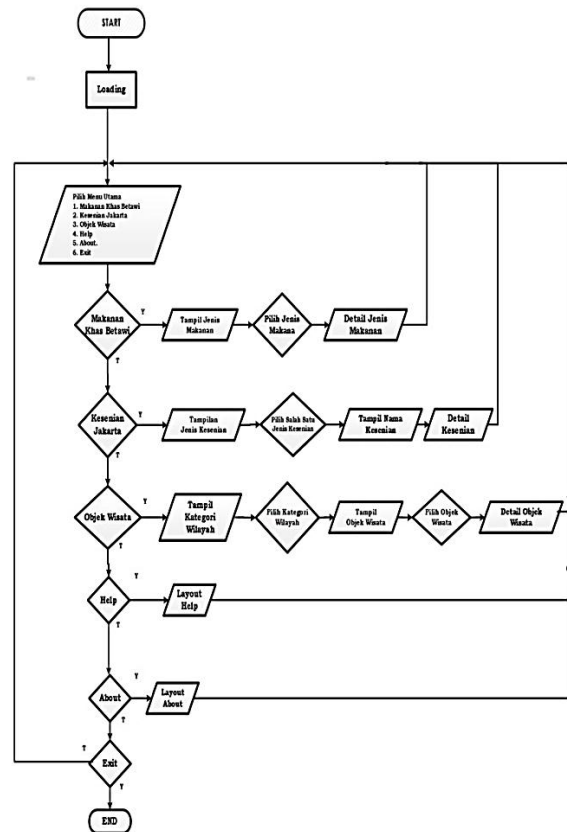 START
Loading
Pilih Menu Utama
1. Makanan Khas Betawi
2. Kesenian Jakarta
3. Objek Wisata
4. Help
5. About.
6. Exit
Makanan
Khas Betawi
Y
T
Tampil Jenis
Makanan
Pilih Jenis
Makana
Detail Jenis
Makanan
Kesenian
Jakarta
Y
T
Tampilan
Jenis Kesenian
Pilih Salah Satu
Jenis Kesenian
Tampil Nama
Kesenian
Detail
Kesenian
Objek Wisata
Y
T
Tampil
Kategori
Wilayah
Pilih Kategori
Wilayah
Tampil
Objek Wisata
Pilih Objek
Wisata
Detail Objek
Wisata
Help
Y
T
Layout
Help
About
Y
T
Layout
About
Exit
T
Y
END